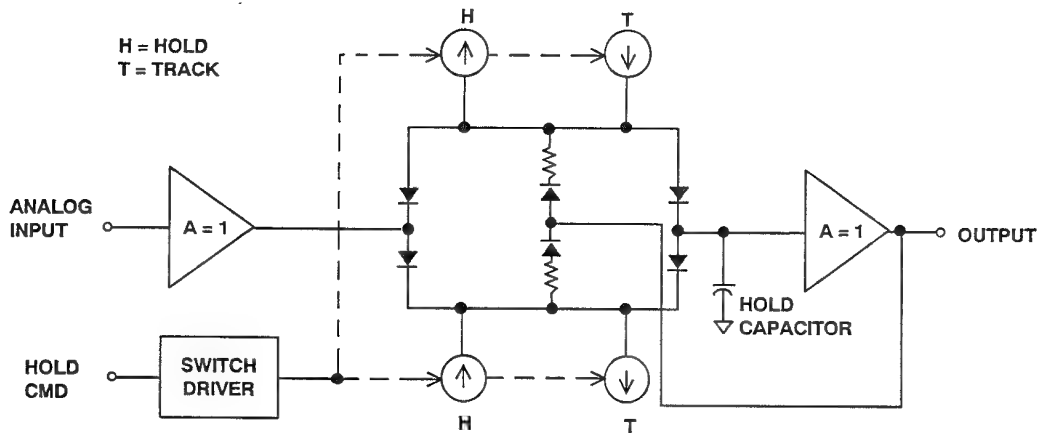 H
T
H = HOLD
T = TRACK
ANALOG
INPUT
A = 1
A = 1
OUTPUT
HOLD
CAPACITOR
HOLD
CMD
SWITCH
DRIVER
H
T